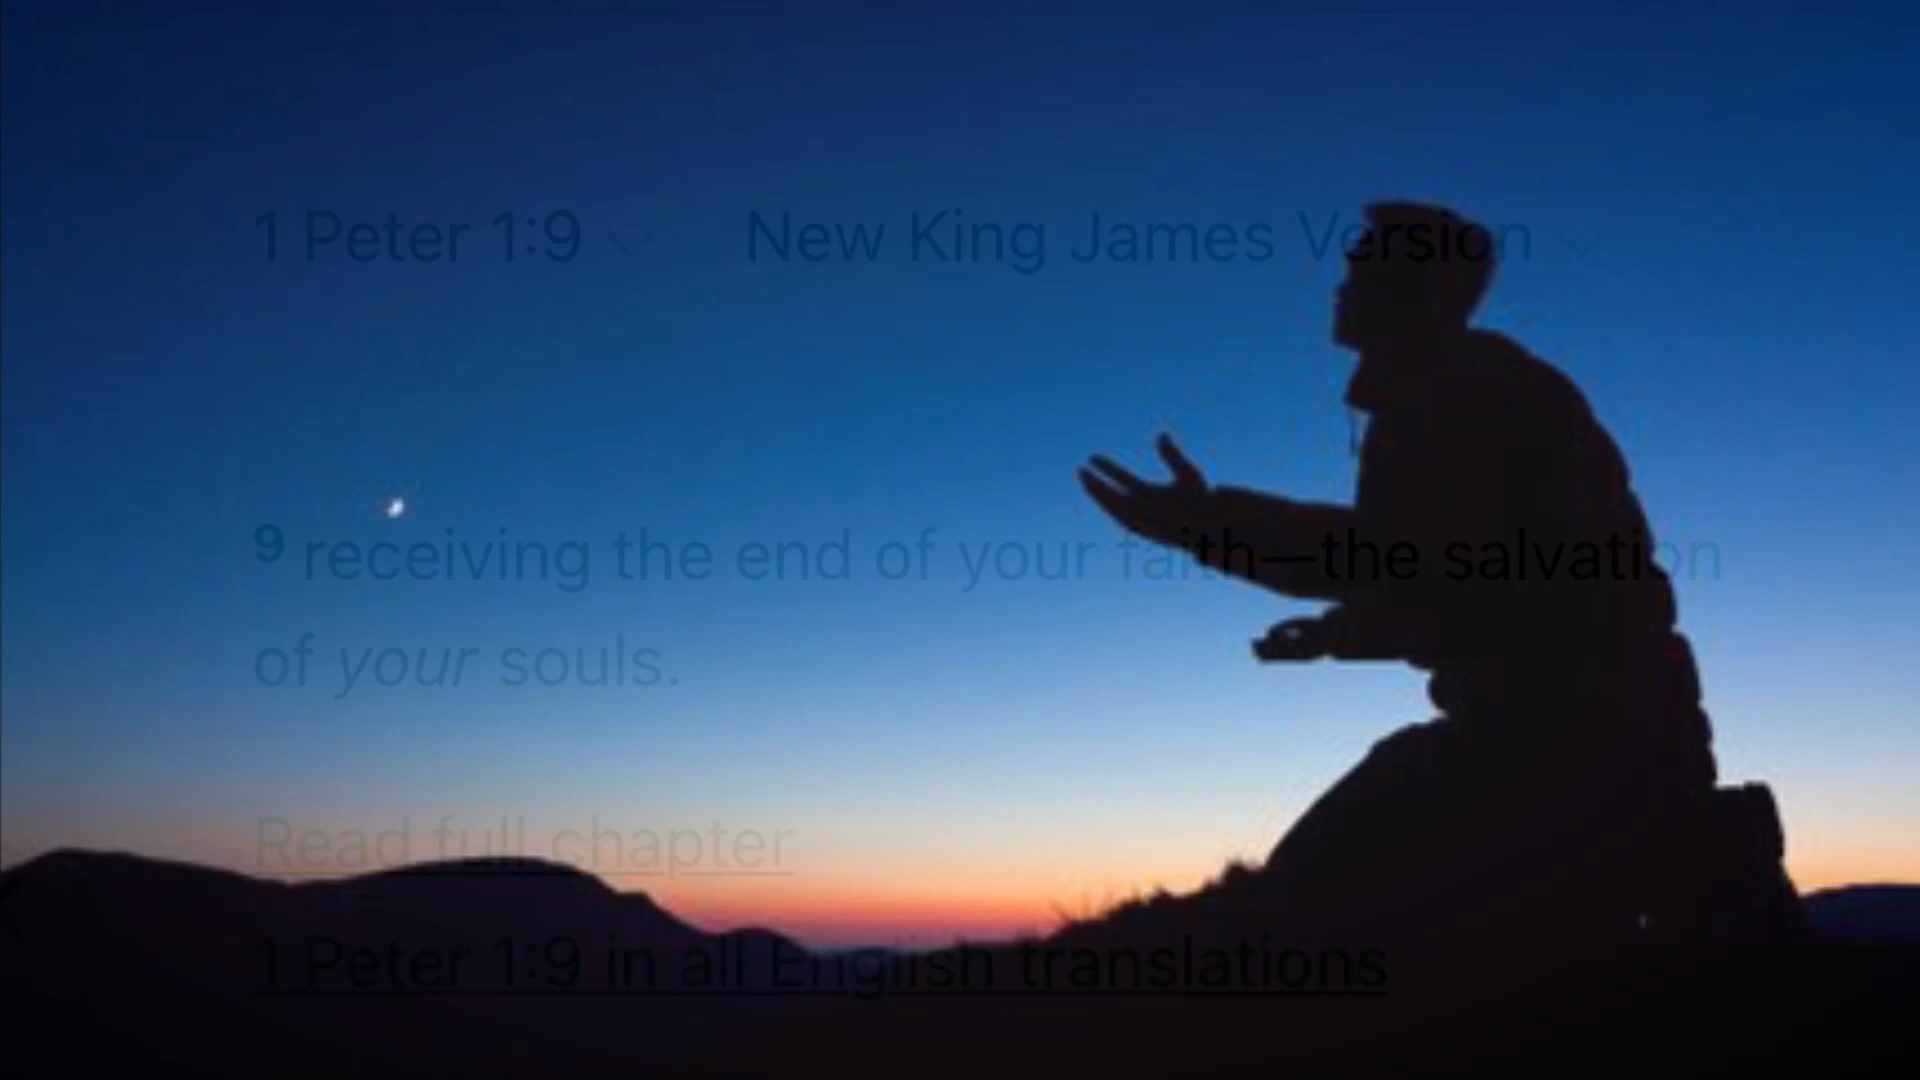 1 Peter 1:9 New King James Version
9 receiving the end of your faith—the salvation
of your souls.
Read full chapter
1 Peter 1:9 in all English translations